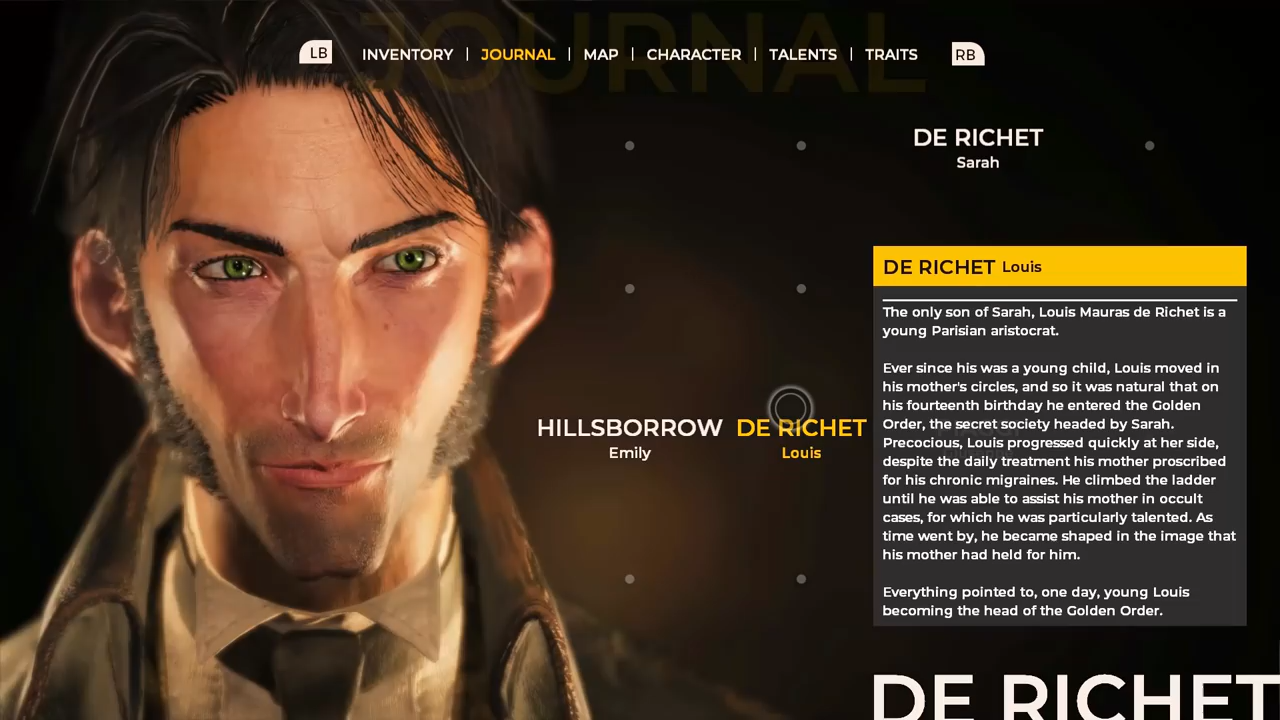 JOURNAL
LB INVENTORY | JOURNAL | MAP | CHARACTER | TALENTS | TRAITS RB
DE RICHET
Sarah
DE RICHET Louis
The only son of Sarah, Louis Mauras de Richet is a
young Parisian aristocrat.
Ever since his was a young child, Louis moved in
his mother's circles, and so it was natural that on
his fourteenth birthday he entered the Golden
Order, the secret society headed by Sarah.
Precocious, Louis progressed quickly at her side,
despite the daily treatment his mother proscribed
for his chronic migraines. He climbed the ladder
until he was able to assist his mother in occult
cases, for which he was particularly talented. As
time went by, he became shaped in the image that
his mother had held for him.
Everything pointed to, one day, young Louis
becoming the head of the Golden Order.
HILLSBORROW
Emily
DE RICHET
Louis
DE RICHET